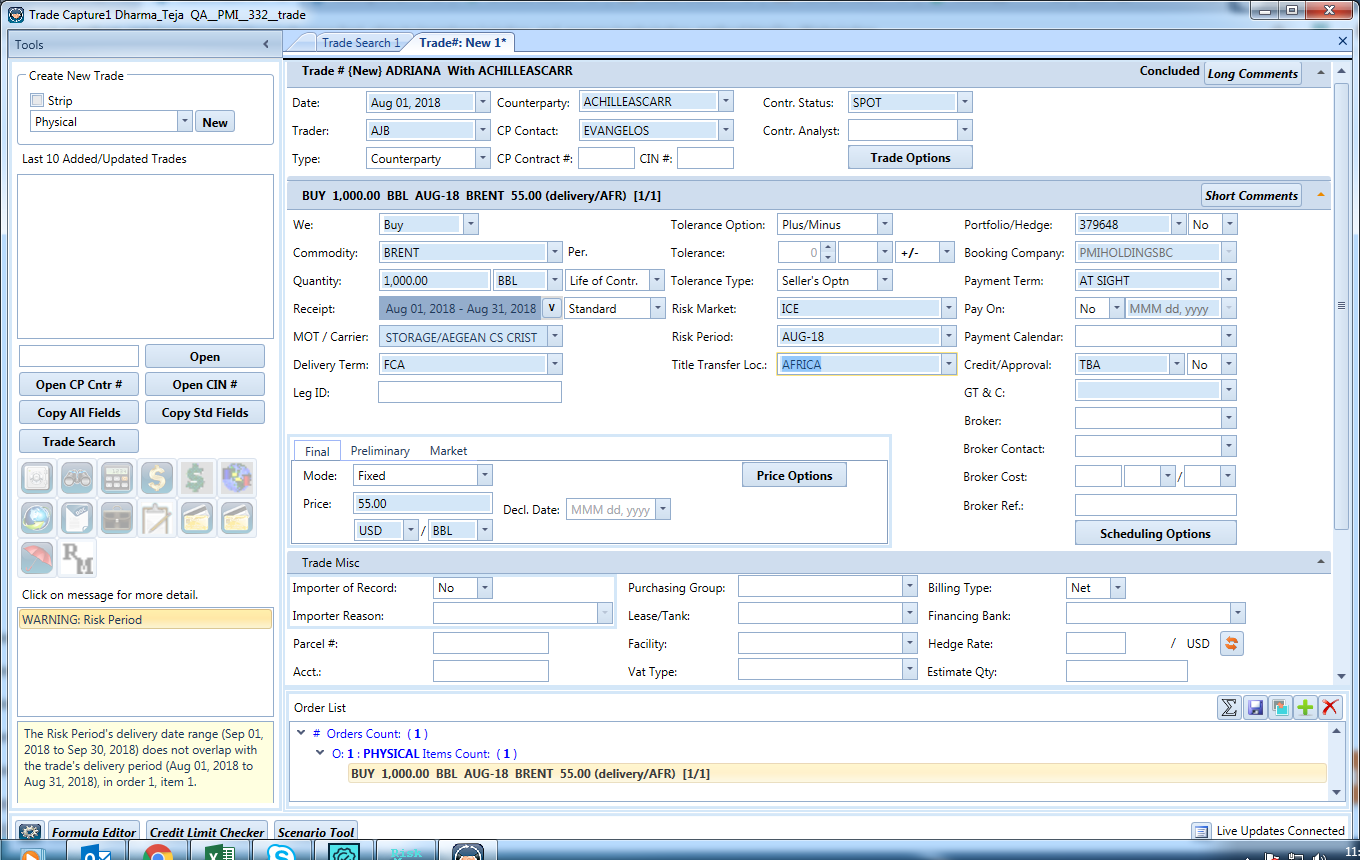 Trade Capture1 Dharma_Teja QA__PMI__332__trade
Tools
Trade Search 1
Trade#: New 1*
Create New Trade
Strip
Physical
New
Last 10 Added/Updated Trades
Open
Open CP Cntr #
Open CIN #
Copy All Fields
Copy Std Fields
Trade Search
RM
Click on message for more detail.
WARNING: Risk Period
The Risk Period's delivery date range (Sep 01,
2018 to Sep 30, 2018) does not overlap with
the trade's delivery period (Aug 01, 2018 to
Aug 31, 2018), in order 1, item 1.
Trade # {New} ADRIANA With ACHILLEASCARR
Concluded
Long Comments
Date: Aug 01, 2018 Counterparty: ACHILLEASCARR Contr. Status: SPOT
Trader: AJB CP Contact: EVANGELOS Contr. Analyst:
Type: Counterparty CP Contract #: CIN #: Trade Options
BUY 1,000.00 BBL AUG-18 BRENT 55.00 (delivery/AFR) [1/1]
Short Comments
We: Buy Tolerance Option: Plus/Minus Portfolio/Hedge: 379648 No
Commodity: BRENT Per. Tolerance: 0 +/- Booking Company: PMIHOLDINGSBC
Quantity: 1,000.00 BBL Life of Contr. Tolerance Type: Seller's Optn Payment Term: AT SIGHT
Receipt: Aug 01, 2018 - Aug 31, 2018 V Standard Risk Market: ICE Pay On: No MMM dd, yyyy
MOT / Carrier: STORAGE/AEGEAN CS CRIST Risk Period: AUG-18 Payment Calendar:
Delivery Term: FCA Title Transfer Loc.: AFRICA Credit/Approval: TBA No
Leg ID: GT & C:
Broker:
Final Preliminary Market Broker Contact:
Mode: Fixed Price Options Broker Cost: /
Price: 55.00 Decl. Date: MMM dd, yyyy Broker Ref.:
USD / BBL Scheduling Options
Trade Misc
Importer of Record: No Purchasing Group: Billing Type: Net
Importer Reason: Lease/Tank: Financing Bank:
Parcel #: Facility: Hedge Rate: / USD
Acct.: Vat Type: Estimate Qty:
Order List
# Orders Count: ( 1 )
O: 1 : PHYSICAL Items Count: ( 1 )
BUY 1,000.00 BBL AUG-18 BRENT 55.00 (delivery/AFR) [1/1]
Formula Editor
Credit Limit Checker
Scenario Tool
Live Updates Connected
Risk
11: